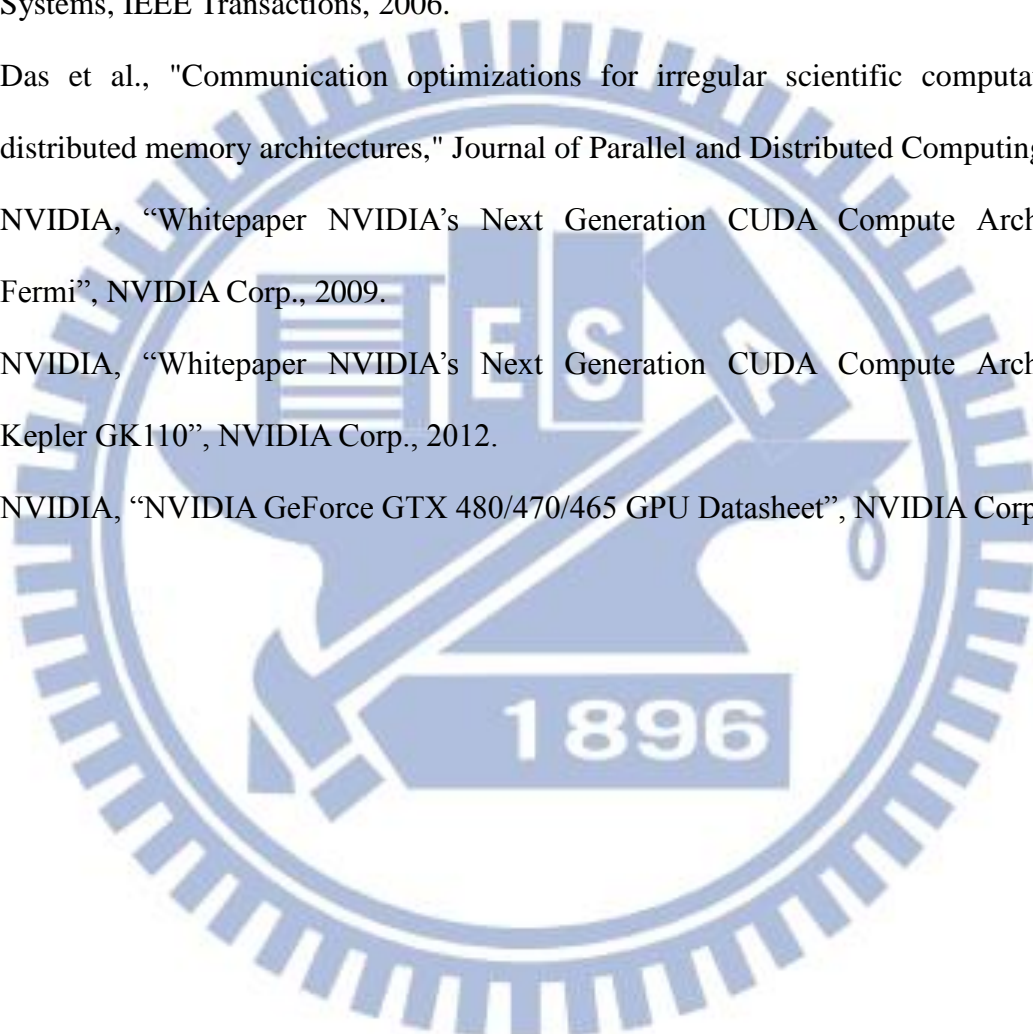 Systems, IEEE Transactions, 2006.
Das et al., "Communication optimizations for irregular scientific computa
distributed memory architectures," Journal of Parallel and Distributed Computing
NVIDIA, “Whitepaper NVIDIA’s Next Generation CUDA Compute Arch
Fermi”, NVIDIA Corp., 2009.
NVIDIA, “Whitepaper NVIDIA’s Next Generation CUDA Compute Arch
Kepler GK110”, NVIDIA Corp., 2012.
NVIDIA, “NVIDIA GeForce GTX 480/470/465 GPU Datasheet”, NVIDIA Corp
E S A
1896